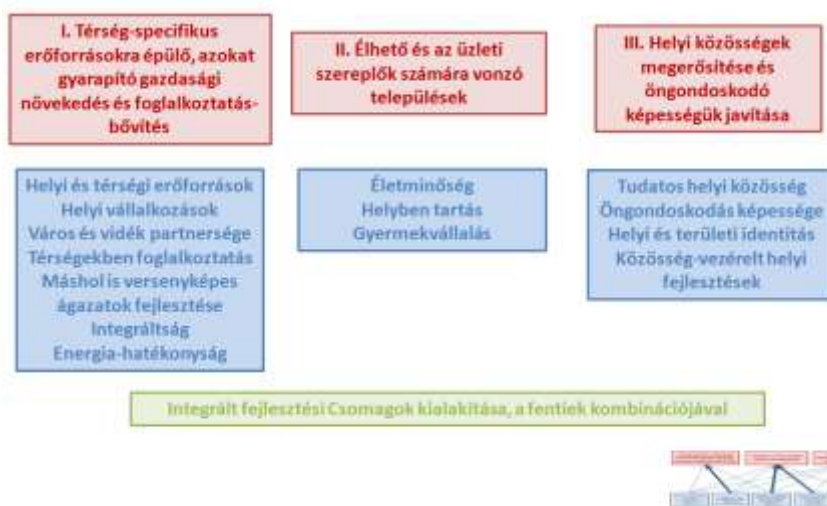 I. Térség-specifikus
erőforrásokra épülő, azokat
gyarapító gazdasági
növekedés és foglalkoztatás-
bővítés
II. Élhető és az üzleti
szereplők számára vonzó
települések
III. Helyi közösségek
megerősítése és
öngondoskodó
képességük javítása
Helyi és térségi erőforrások
Helyi vállalkozások
Város és vidék partnersége
Térségekben foglalkoztatás
Máshol is versenyképes
ágazatok fejlesztése
Integráltság
Energia-hatékonyság
Életminőség
Helyben tartás
Gyermekvállalás
Tudatos helyi közösség
Öngondoskodás képessége
Helyi és területi identitás
Közösség-vezérelt helyi
fejlesztések
Integrált fejlesztési Csomagok kialakítása, a fentiek kombinációjával